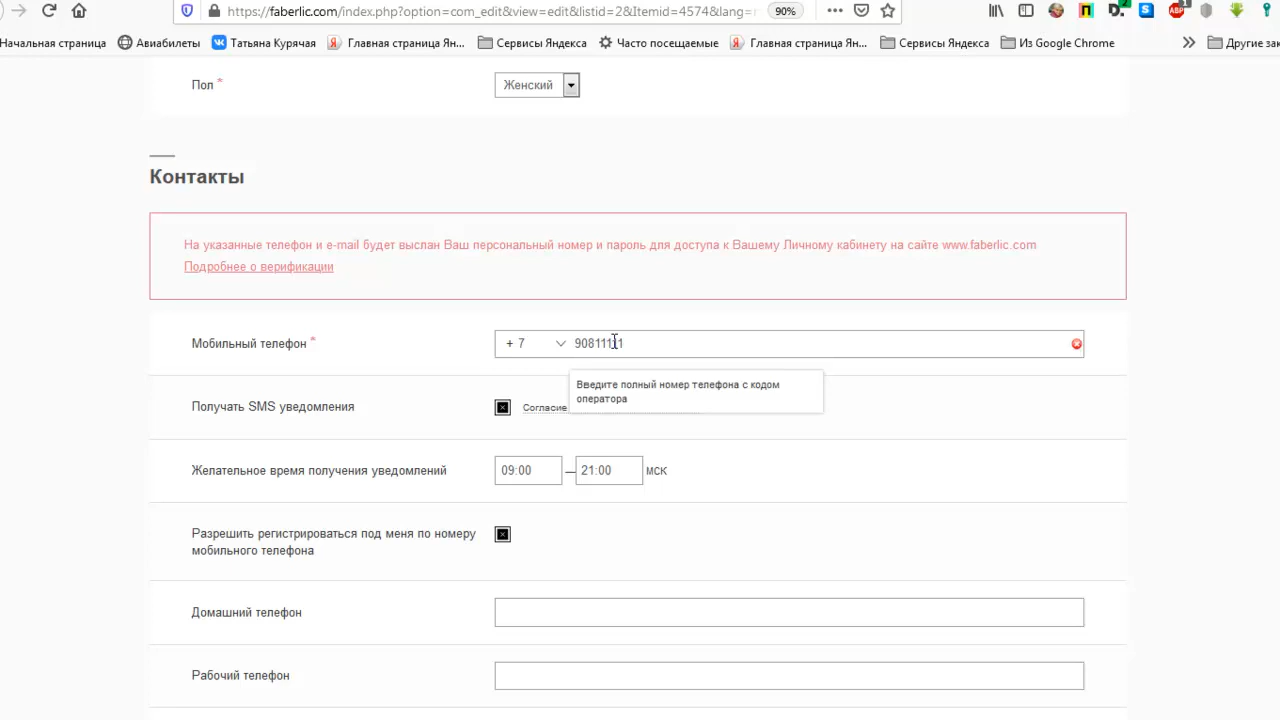 https://faberlic.com/index.php?option=com_edit&view=edit&listid=2&Itemid=4574&lang= 90%
Начальная страница Авиабилеты Татьяна Курячая Главная страница Ян... Сервисы Яндекса Часто посещаемые Главная страница Ян... Сервисы Яндекса Из Google Chrome Другие зак
Пол * Женский
Контакты
На указанные телефон и e-mail будет выслан Ваш персональный номер и пароль для доступа к Вашему Личному кабинету на сайте www.faberlic.com
Подробнее о верификации
Мобильный телефон * + 7 90811111
Введите полный номер телефона с кодом
оператора
Получать SMS уведомления Согласие
Желательное время получения уведомлений 09:00 — 21:00 МСК
Разрешить регистрироваться под меня по номеру
мобильного телефона
Домашний телефон
Рабочий телефон